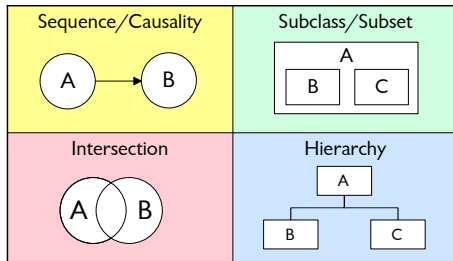 Sequence/Causality
A B
Subclass/Subset
A
B C
Intersection
A B
Hierarchy
A
B C